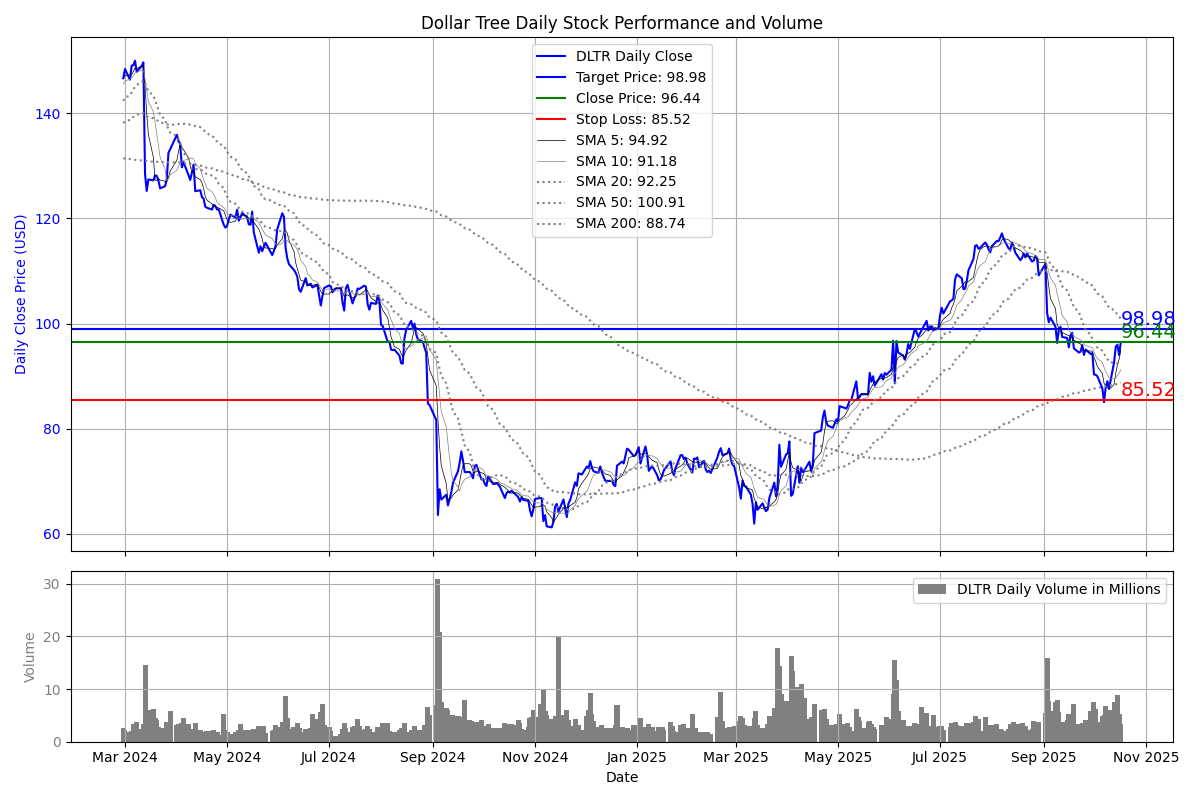 Dollar Tree Daily Stock Performance and Volume
DLTR Daily Close
Target Price: 98.98
Close Price: 96.44
Stop Loss: 85.52
SMA 5: 94.92
SMA 10: 91.18
SMA 20: 92.25
SMA 50: 100.91
SMA 200: 88.74
Daily Close Price (USD)
140
120
100
80
60
98.98
96.44
85.52
DLTR Daily Volume in Millions
Volume
30
20
10
0
Mar 2024 May 2024 Jul 2024 Sep 2024 Nov 2024 Jan 2025 Mar 2025 May 2025 Jul 2025 Sep 2025 Nov 2025
Date